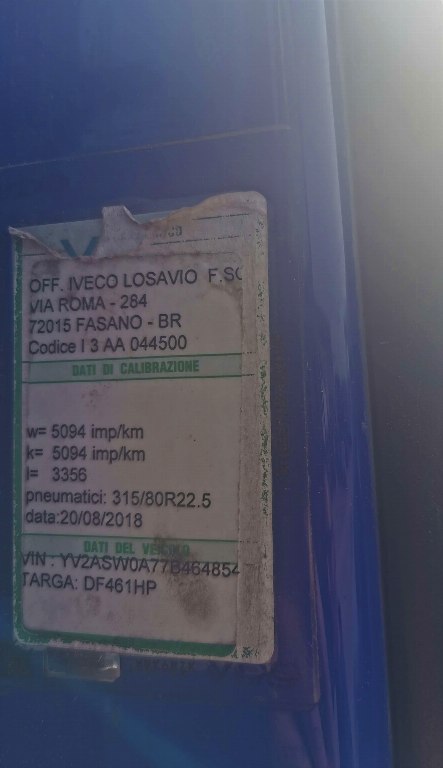 OFF. IVECO LOSAVIO F.SC
VIA ROMA - 284
72015 FASANO - BR
Codice I 3 AA 044500
DATI DI CALIBRAZIONE
w= 5094 imp/km
k= 5094 imp/km
l= 3356
pneumatici: 315/80R22.5
data:20/08/2018
DATI DEL VEICOLO
VIN : YV2ASW0A77B464854
TARGA: DF461HP